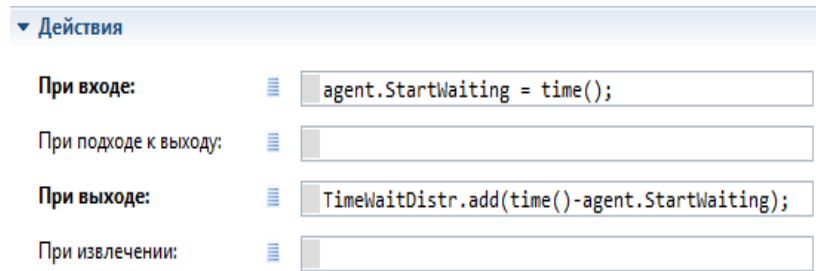 Действия
При входе: agent.StartWaiting = time();
При подходе к выходу:
При выходе: TimeWaitDistr.add(time()-agent.StartWaiting);
При извлечении: